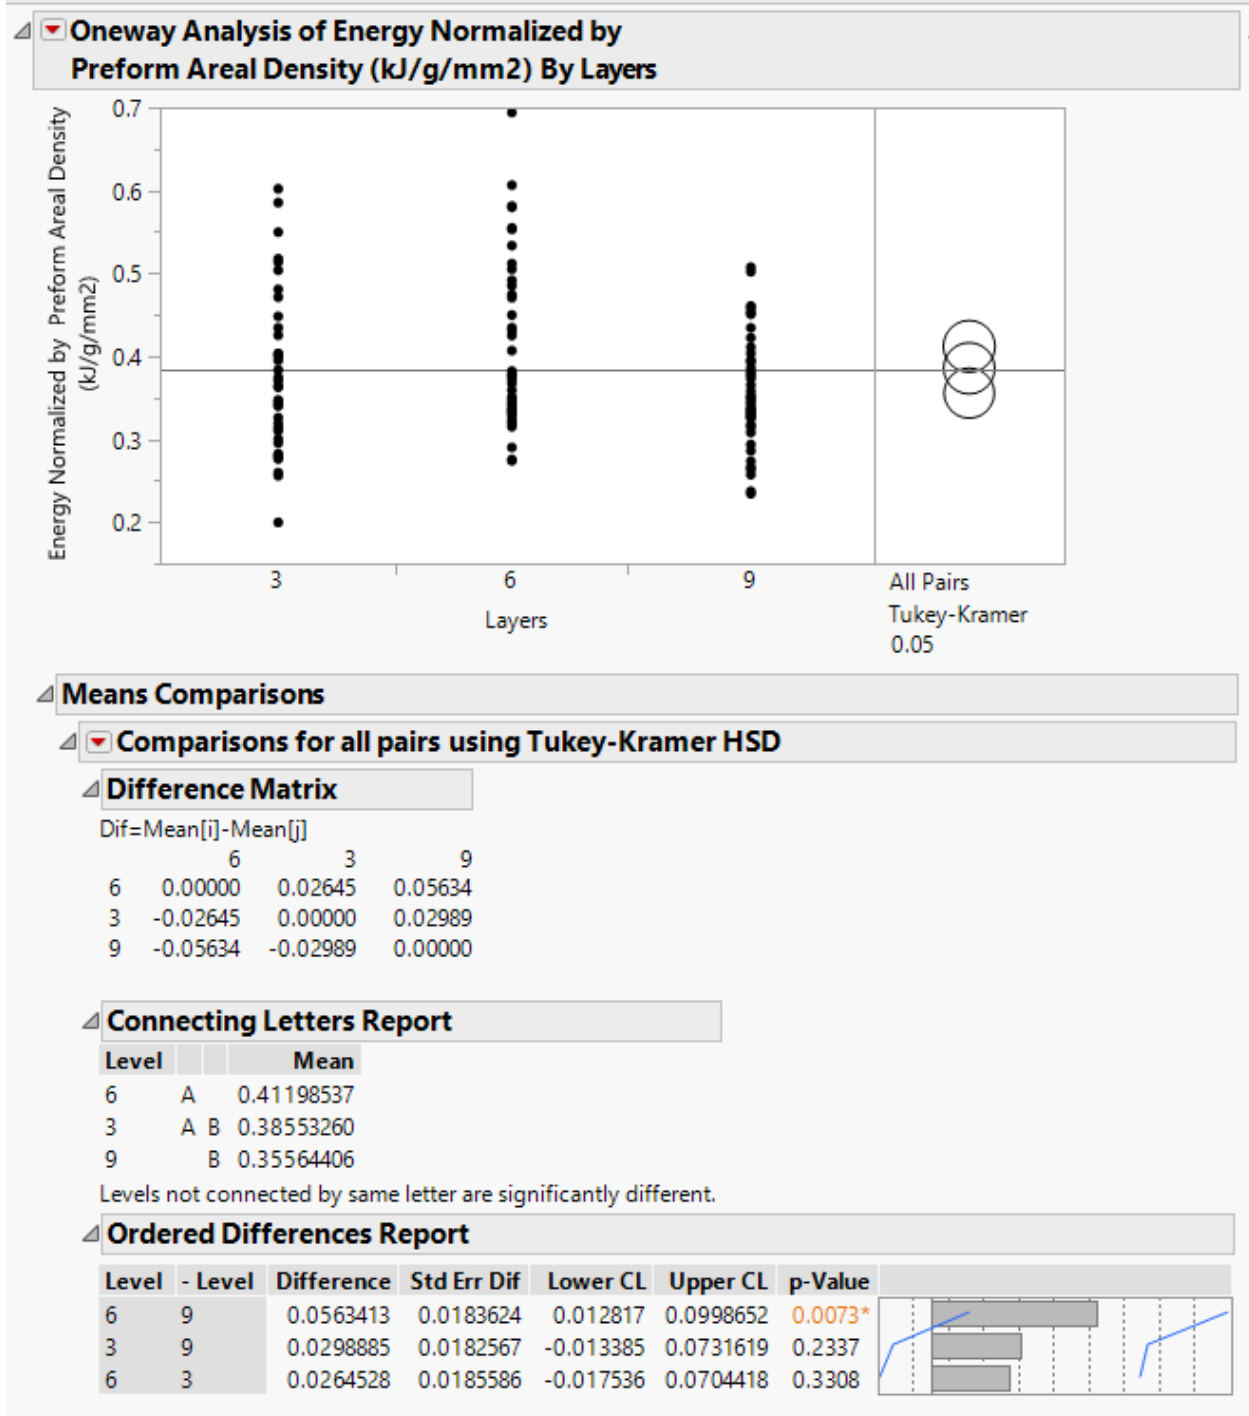 Oneway Analysis of Energy Normalized by
Preform Areal Density (kJ/g/mm2) By Layers
Energy Normalized by Preform Areal Density
(kJ/g/mm2)
0.7
0.6
0.5
0.4
0.3
0.2
3 6 9
Layers
All Pairs
Tukey-Kramer
0.05
Means Comparisons
Comparisons for all pairs using Tukey-Kramer HSD
Difference Matrix
Dif=Mean[i]-Mean[j]
6 3 9
6 0.00000 0.02645 0.05634
3 -0.02645 0.00000 0.02989
9 -0.05634 -0.02989 0.00000
Connecting Letters Report
Level Mean
6 A 0.41198537
3 A B 0.38553260
9 B 0.35564406
Levels not connected by same letter are significantly different.
Ordered Differences Report
Level - Level Difference Std Err Dif Lower CL Upper CL p-Value
6 9 0.0563413 0.0183624 0.012817 0.0998652 0.0073*
3 9 0.0298885 0.0182567 -0.013385 0.0731619 0.2337
6 3 0.0264528 0.0185586 -0.017536 0.0704418 0.3308